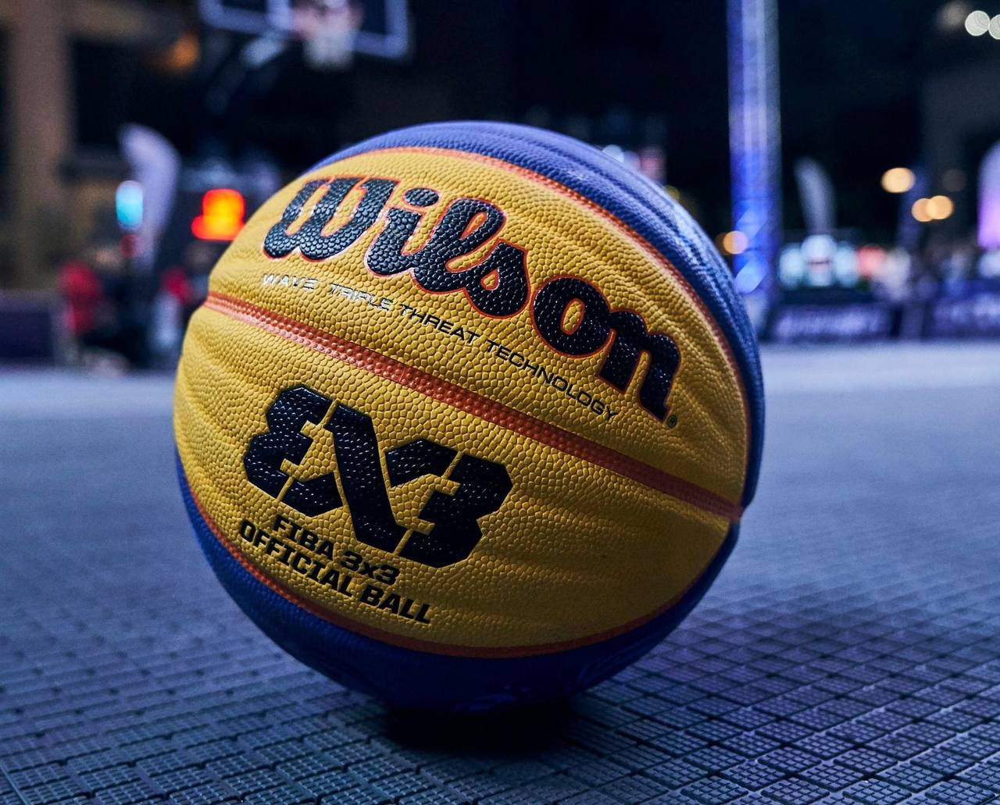 Wilson®
WAVE TRIPLE THREAT TECHNOLOGY
3X3
FIBA 3x3
OFFICIAL BALL